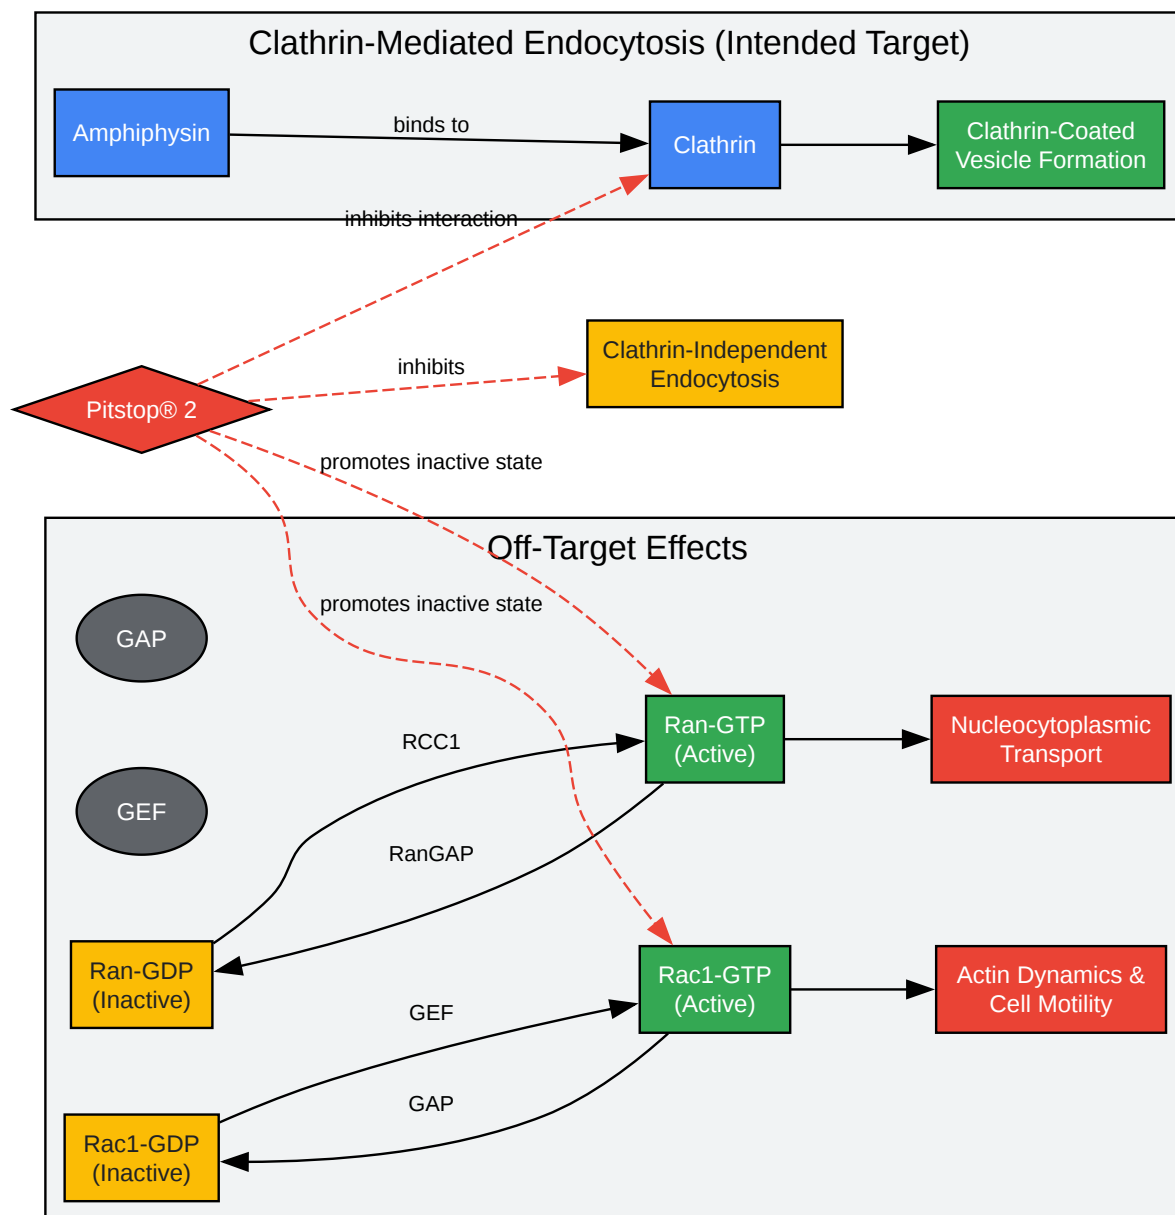 Clathrin-Mediated Endocytosis (Intended Target)
Amphiphysin
binds to
Clathrin
Clathrin-Coated
Vesicle Formation
inhibits interaction
Clathrin-Independent
Endocytosis
inhibits
Pitstop® 2
promotes inactive state
Off-Target Effects
promotes inactive state
GAP
GEF
RCC1
Ran-GTP
(Active)
Nucleocytoplasmic
Transport
RanGAP
Ran-GDP
(Inactive)
Rac1-GTP
(Active)
Actin Dynamics &
Cell Motility
GEF
GAP
Rac1-GDP
(Inactive)